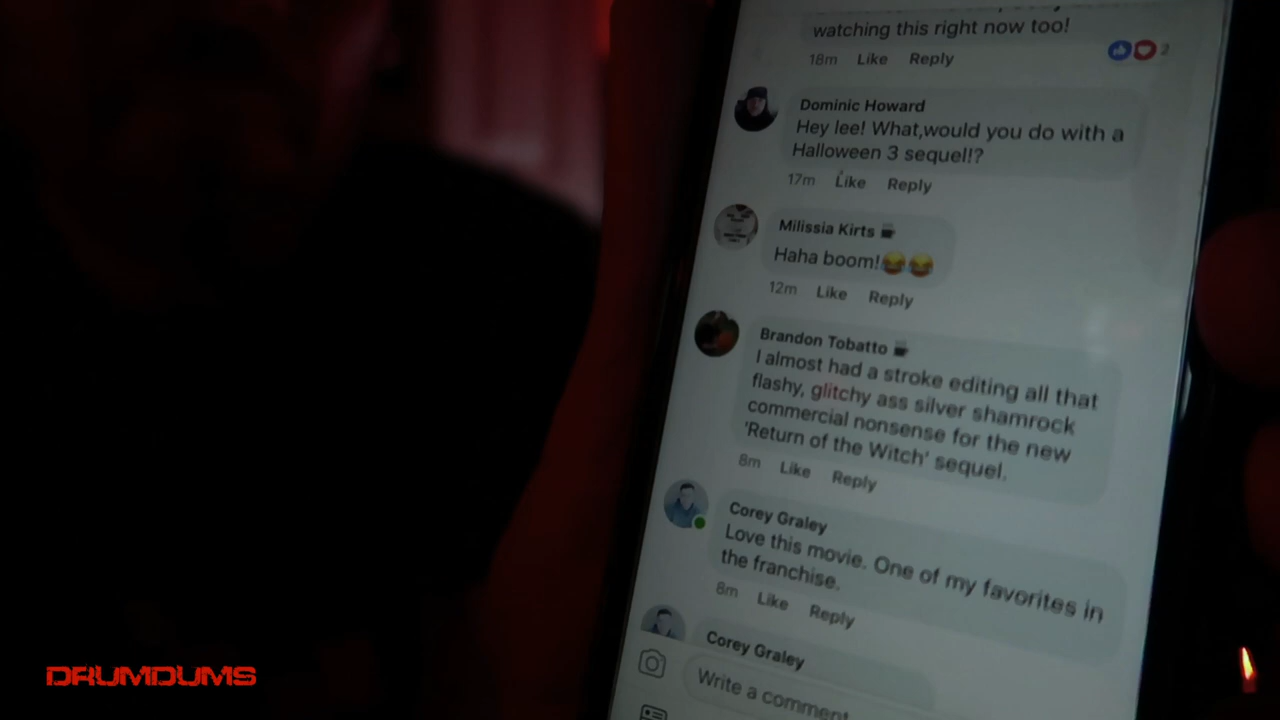 watching this right now too!
2
18m Like Reply
Dominic Howard
Hey lee! What,would you do with a
Halloween 3 sequel!?
17m Like Reply
Milissia Kirts ☕
Haha boom!😂😂
12m Like Reply
Brandon Tobatto ☕
I almost had a stroke editing all that
flashy, glitchy ass silver shamrock
commercial nonsense for the new
'Return of the Witch' sequel.
8m Like Reply
Corey Graley
Love this movie. One of my favorites in
the franchise.
8m Like Reply
Corey Graley
Write a comment
DRUMDUMS